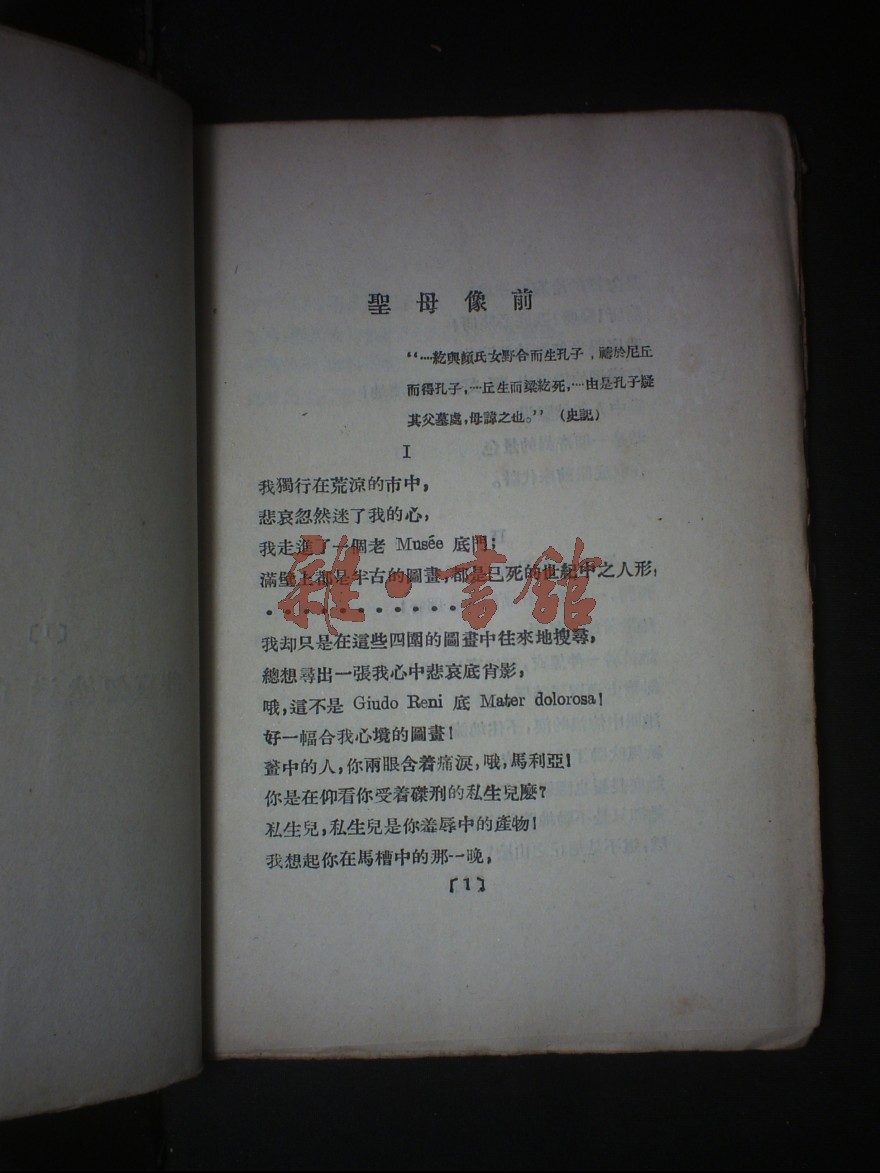 聖母像前
“‥‥紇與顏氏女野合而生孔子，禱於尼丘
而得孔子，‥‥丘生而梁紇死，‥‥由是孔子疑
其父墓處，母諱之也。”（史記）
I
我獨行在荒涼的市中，
悲哀忽然迷了我的心，
我走進了一個老 Musée 底門；
滿壁上都是半古的圖畫，都是已死的世紀中之人形，
• • • • • • • • • • • •
我却只是在這些四圍的圖畫中往來地搜尋，
總想尋出一張我心中悲哀底肖影，
哦，這不是 Giudo Reni 底 Mater dolorosa！
好一幅合我心境的圖畫！
畫中的人，你兩眼含着痛淚，哦，馬利亞！
你是在仰看你受着磔刑的私生兒麽？
私生兒，私生兒是你羞辱中的產物！
我想起你在馬槽中的那一晚，
〔1〕
雜·書館